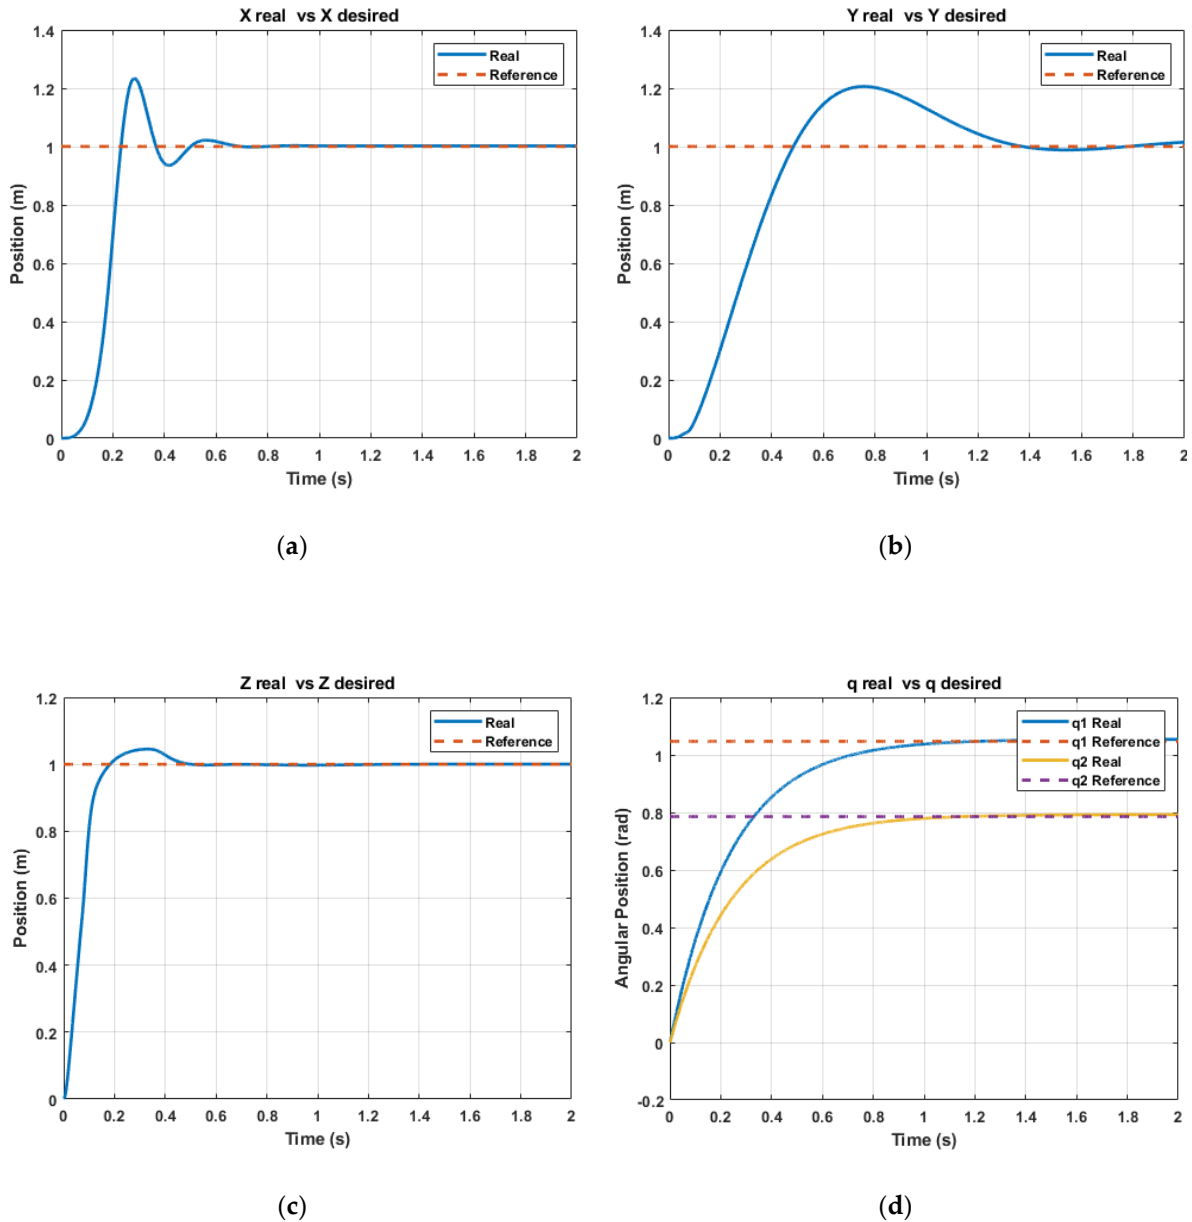 X real  vs X desired
1.4
1.2
1
0.8
0.6
0.4
0.2
0
Position (m)
Real
Reference
0 0.2 0.4 0.6 0.8 1 1.2 1.4 1.6 1.8 2
Time (s)
(a)
Y real  vs Y desired
1.4
1.2
1
0.8
0.6
0.4
0.2
0
Position (m)
Real
Reference
0 0.2 0.4 0.6 0.8 1 1.2 1.4 1.6 1.8 2
Time (s)
(b)
Z real  vs Z desired
1.2
1
0.8
0.6
0.4
0.2
0
Position (m)
Real
Reference
0 0.2 0.4 0.6 0.8 1 1.2 1.4 1.6 1.8 2
Time (s)
(c)
q real  vs q desired
1.2
1
0.8
0.6
0.4
0.2
0
-0.2
Angular Position (rad)
q1 Real
q1 Reference
q2 Real
q2 Reference
0 0.2 0.4 0.6 0.8 1 1.2 1.4 1.6 1.8 2
Time (s)
(d)